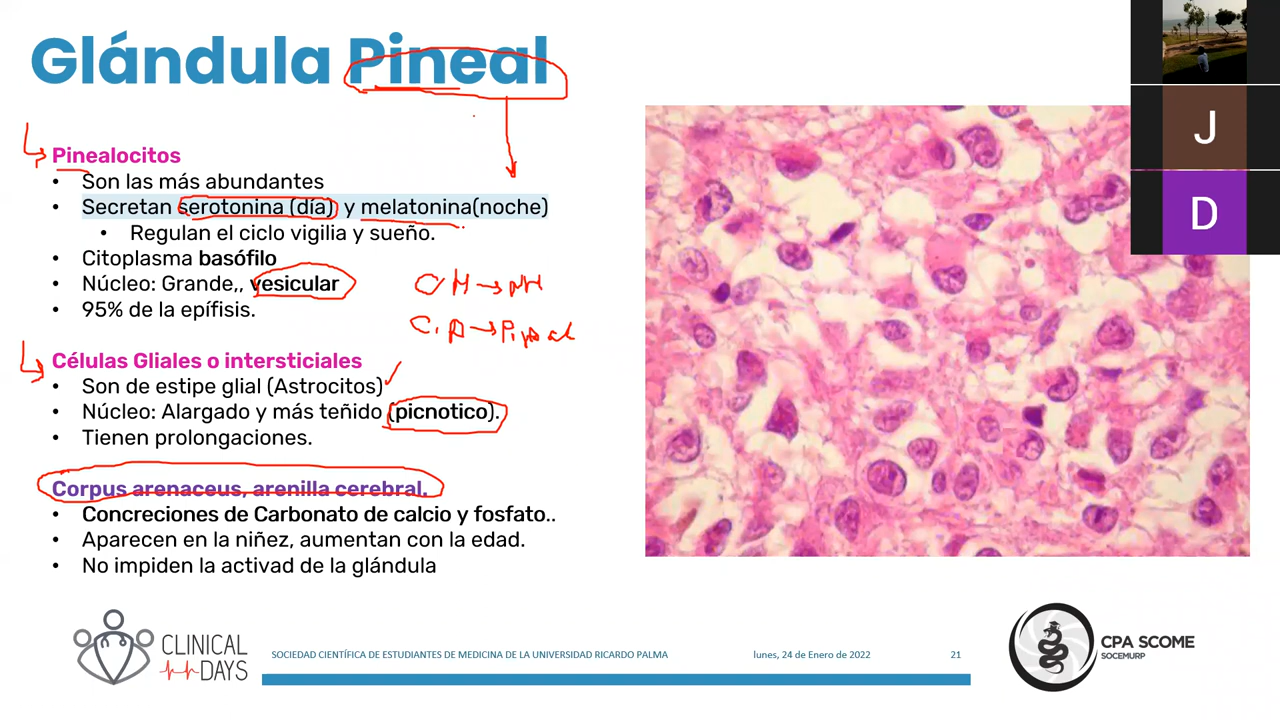 Glándula Pineal
Pinealocitos
• Son las más abundantes
• Secretan serotonina (día) y melatonina(noche)
• Regulan el ciclo vigilia y sueño.
• Citoplasma basófilo
• Núcleo: Grande,, vesicular
• 95% de la epífisis.
Células Gliales o intersticiales
• Son de estipe glial (Astrocitos)
• Núcleo: Alargado y más teñido (picnotico).
• Tienen prolongaciones.
Corpus arenaceus, arenilla cerebral.
• Concreciones de Carbonato de calcio y fosfato..
• Aparecen en la niñez, aumentan con la edad.
• No impiden la activad de la glándula
J
D
CLINICAL
DAYS
SOCIEDAD CIENTÍFICA DE ESTUDIANTES DE MEDICINA DE LA UNIVERSIDAD RICARDO PALMA
lunes, 24 de Enero de 2022
21
CPA SCOME
SOCEMURP